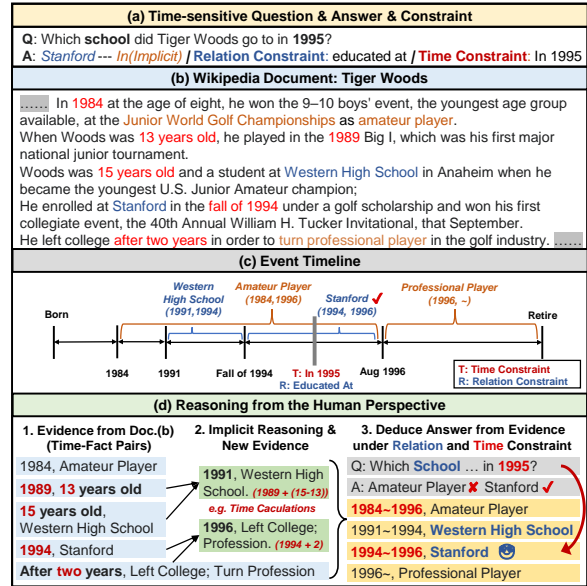 (a) Time-sensitive Question & Answer & Constraint
Q: Which school did Tiger Woods go to in 1995?
A: Stanford --- In(Implicit) / Relation Constraint: educated at / Time Constraint: In 1995
(b) Wikipedia Document: Tiger Woods
...... In 1984 at the age of eight, he won the 9–10 boys' event, the youngest age group
available, at the Junior World Golf Championships as amateur player.
When Woods was 13 years old, he played in the 1989 Big I, which was his first major
national junior tournament.
Woods was 15 years old and a student at Western High School in Anaheim when he
became the youngest U.S. Junior Amateur champion;
He enrolled at Stanford in the fall of 1994 under a golf scholarship and won his first
collegiate event, the 40th Annual William H. Tucker Invitational, that September.
He left college after two years in order to turn professional player in the golf industry. ......
(c) Event Timeline
Western
High School
(1991,1994)
Amateur Player
(1984,1996)
Stanford ✓
(1994, 1996)
Professional Player
(1996, ~)
Born
Retire
1984
1991
Fall of 1994
T: In 1995
R: Educated At
Aug 1996
T: Time Constraint
R: Relation Constraint
(d) Reasoning from the Human Perspective
1. Evidence from Doc.(b)
(Time-Fact Pairs)
1984, Amateur Player
1989, 13 years old
15 years old,
Western High School
1994, Stanford
After two years, Left College; Turn Profession
2. Implicit Reasoning &
New Evidence
1991, Western High
School. (1989 + (15-13))
e.g. Time Caculations
1996, Left College;
Profession. (1994 + 2)
3. Deduce Answer from Evidence
under Relation and Time Constraint
Q: Which School ... in 1995?
A: Amateur Player ✘ Stanford ✓
1984~1996, Amateur Player
1991~1994, Western High School
1994~1996, Stanford
1996~, Professional Player